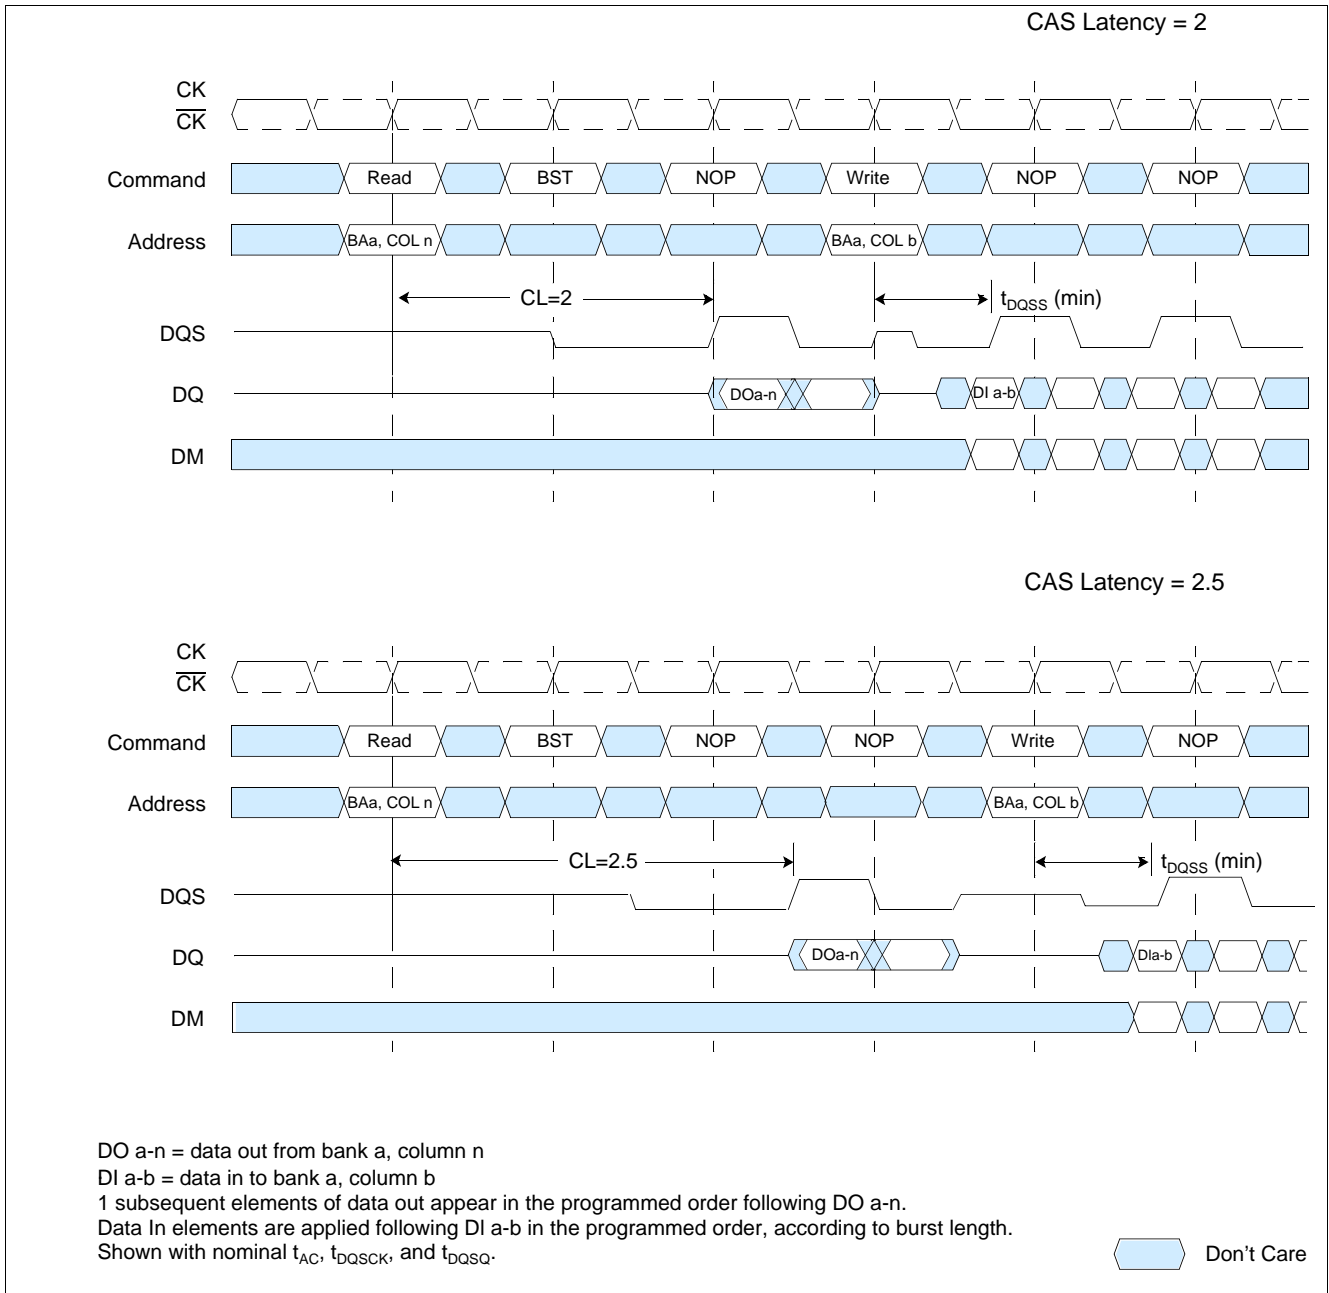 CAS Latency = 2
CK
CK
Command Read BST NOP Write NOP NOP
Address BAa, COL n BAa, COL b
CL=2 tDQSS (min)
DQS
DQ DOa-n DI a-b
DM
CAS Latency = 2.5
CK
CK
Command Read BST NOP NOP Write NOP
Address BAa, COL n BAa, COL b
CL=2.5 tDQSS (min)
DQS
DQ DOa-n DIa-b
DM
DO a-n = data out from bank a, column n
DI a-b = data in to bank a, column b
1 subsequent elements of data out appear in the programmed order following DO a-n.
Data In elements are applied following DI a-b in the programmed order, according to burst length.
Shown with nominal tAC, tDQSCK, and tDQSQ.
Don't Care